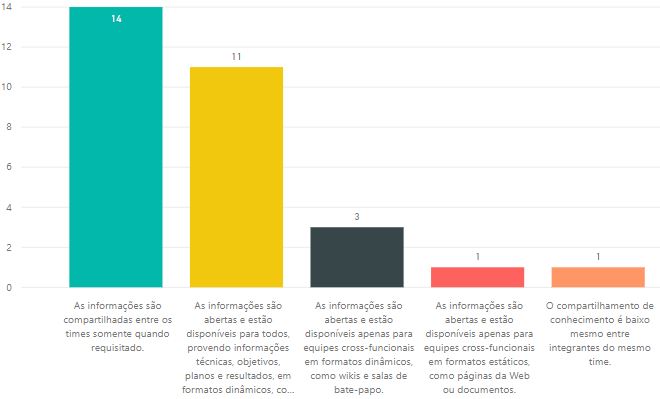 14
12
10
8
6
4
2
0
14
11
3
1
1
As informações são
compartilhadas entre os
times somente quando
requisitado.
As informações são
abertas e estão
disponíveis para todos,
provendo informações
técnicas, objetivos,
planos e resultados, em
formatos dinâmicos, co...
As informações são
abertas e estão
disponíveis apenas para
equipes cross-funcionais
em formatos dinâmicos,
como wikis e salas de
bate-papo.
As informações são
abertas e estão
disponíveis apenas para
equipes cross-funcionais
em formatos estáticos,
como páginas da Web
ou documentos.
O compartilhamento de
conhecimento é baixo
mesmo entre
integrantes do mesmo
time.